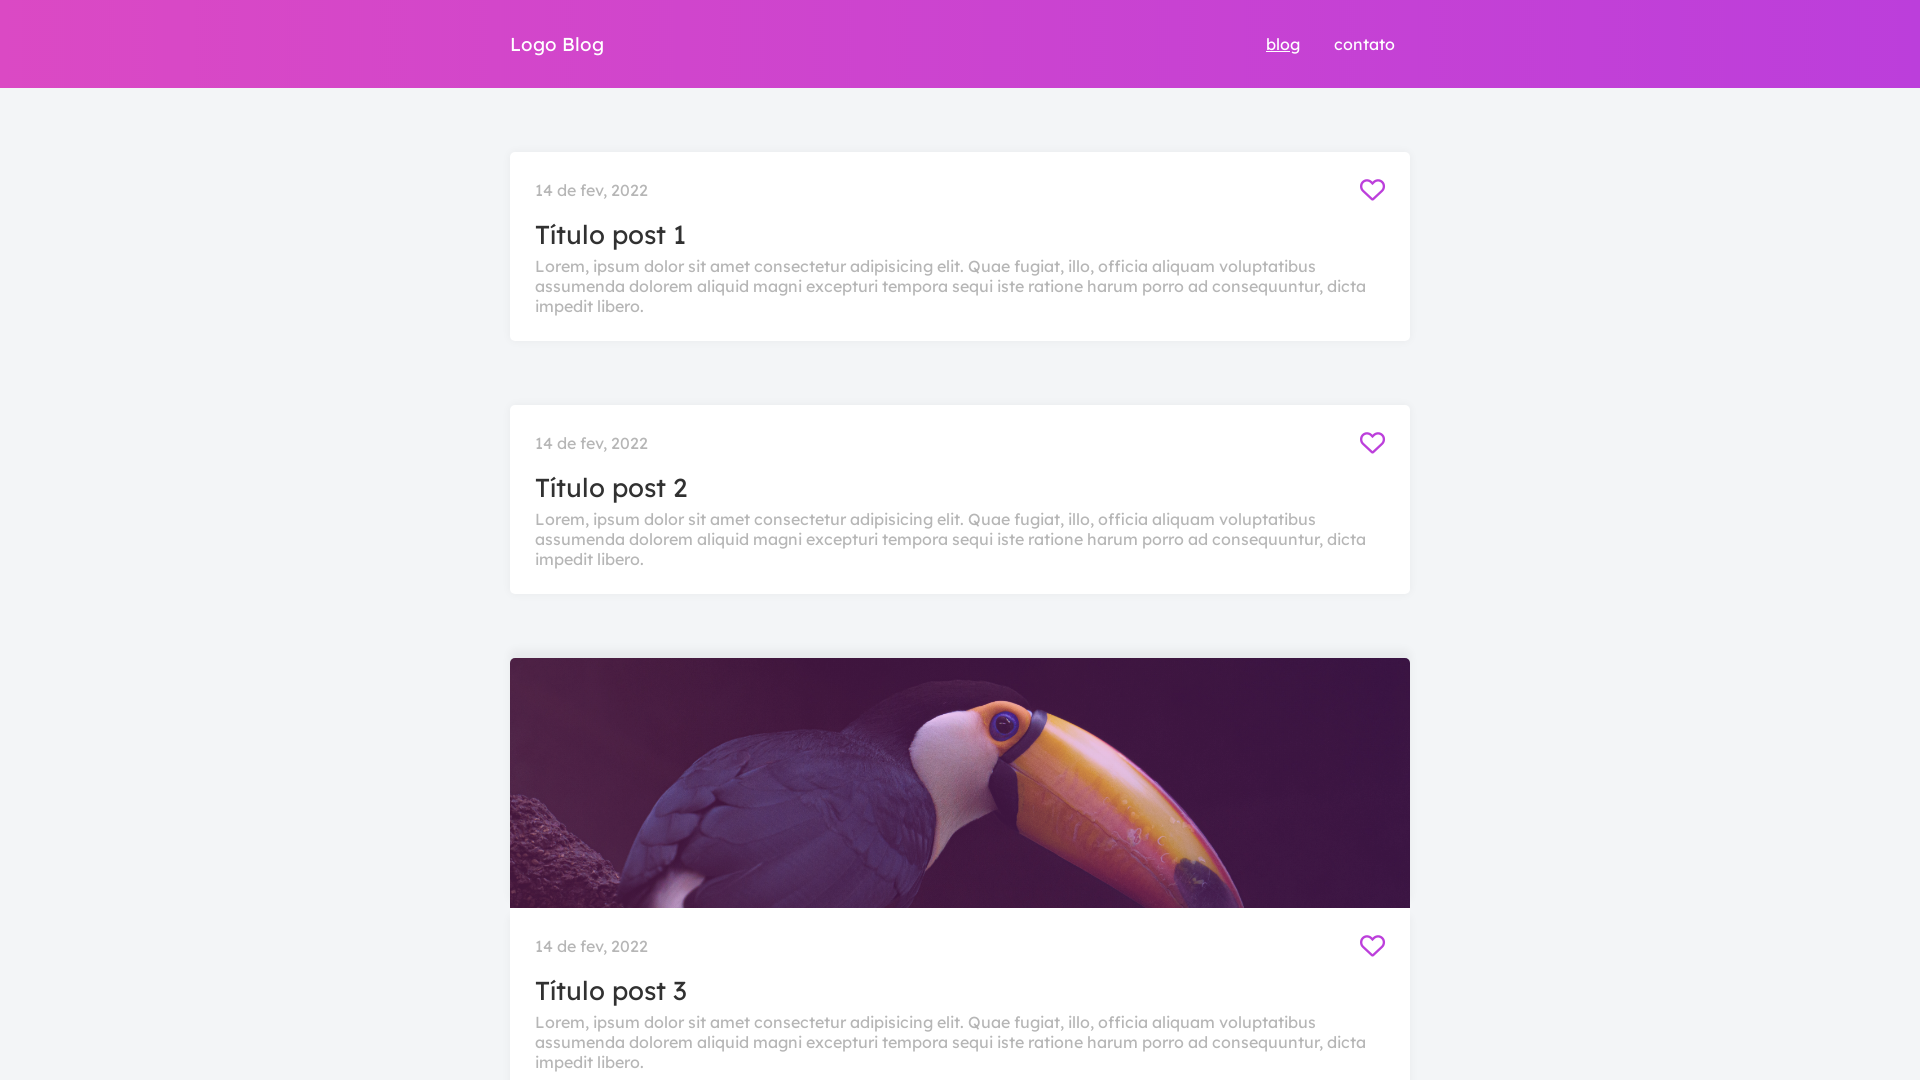 Logo Blog
blog
contato
14 de fev, 2022
Título post 1
Lorem, ipsum dolor sit amet consectetur adipisicing elit. Quae fugiat, illo, officia aliquam voluptatibus
assumenda dolorem aliquid magni excepturi tempora sequi iste ratione harum porro ad consequuntur, dicta
impedit libero.
14 de fev, 2022
Título post 2
Lorem, ipsum dolor sit amet consectetur adipisicing elit. Quae fugiat, illo, officia aliquam voluptatibus
assumenda dolorem aliquid magni excepturi tempora sequi iste ratione harum porro ad consequuntur, dicta
impedit libero.
14 de fev, 2022
Título post 3
Lorem, ipsum dolor sit amet consectetur adipisicing elit. Quae fugiat, illo, officia aliquam voluptatibus
assumenda dolorem aliquid magni excepturi tempora sequi iste ratione harum porro ad consequuntur, dicta
impedit libero.